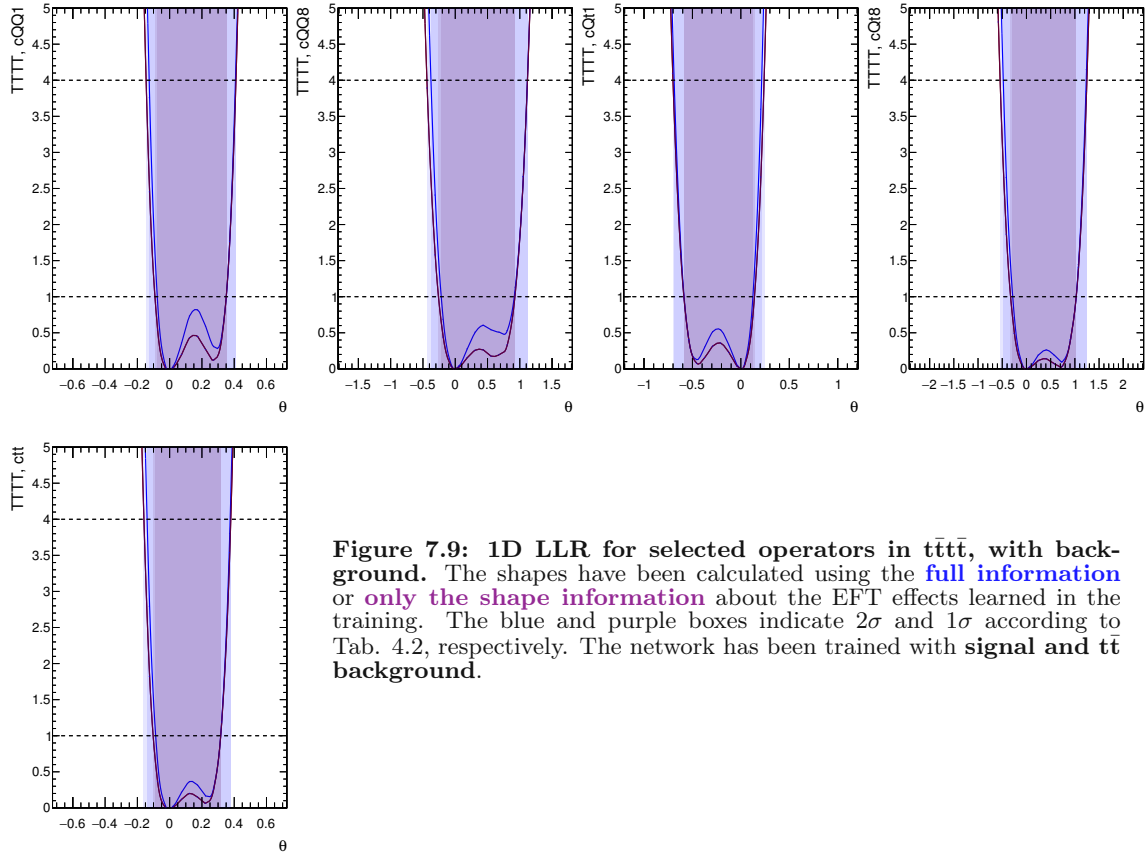 TTTT, cQQ1
5
4.5
4
3.5
3
2.5
2
1.5
1
0.5
0
−0.6 −0.4 −0.2 0 0.2 0.4 0.6
θ
TTTT, cQQ8
5
4.5
4
3.5
3
2.5
2
1.5
1
0.5
0
−1.5 −1 −0.5 0 0.5 1 1.5
θ
TTTT, cQt1
5
4.5
4
3.5
3
2.5
2
1.5
1
0.5
0
−1 −0.5 0 0.5 1
θ
TTTT, cQt8
5
4.5
4
3.5
3
2.5
2
1.5
1
0.5
0
−2 −1.5 −1 −0.5 0 0.5 1 1.5 2
θ
TTTT, ctt
5
4.5
4
3.5
3
2.5
2
1.5
1
0.5
0
−0.6 −0.4 −0.2 0 0.2 0.4 0.6
θ
Figure 7.9: 1D LLR for selected operators in tt̄tt̄, with back-
ground. The shapes have been calculated using the full information
or only the shape information about the EFT effects learned in the
training. The blue and purple boxes indicate 2σ and 1σ according to
Tab. 4.2, respectively. The network has been trained with signal and tt̄
background.